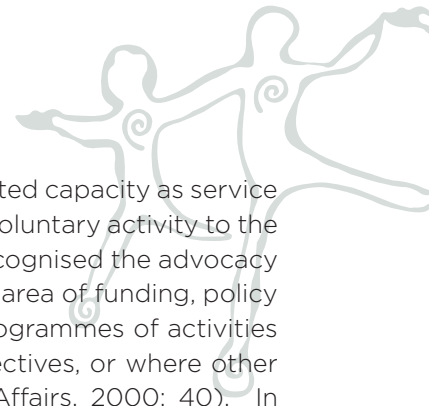 ted capacity as service
oluntary activity to the
cognised the advocacy
area of funding, policy
ogrammes of activities
ectives, or where other
Affairs, 2000: 40). In